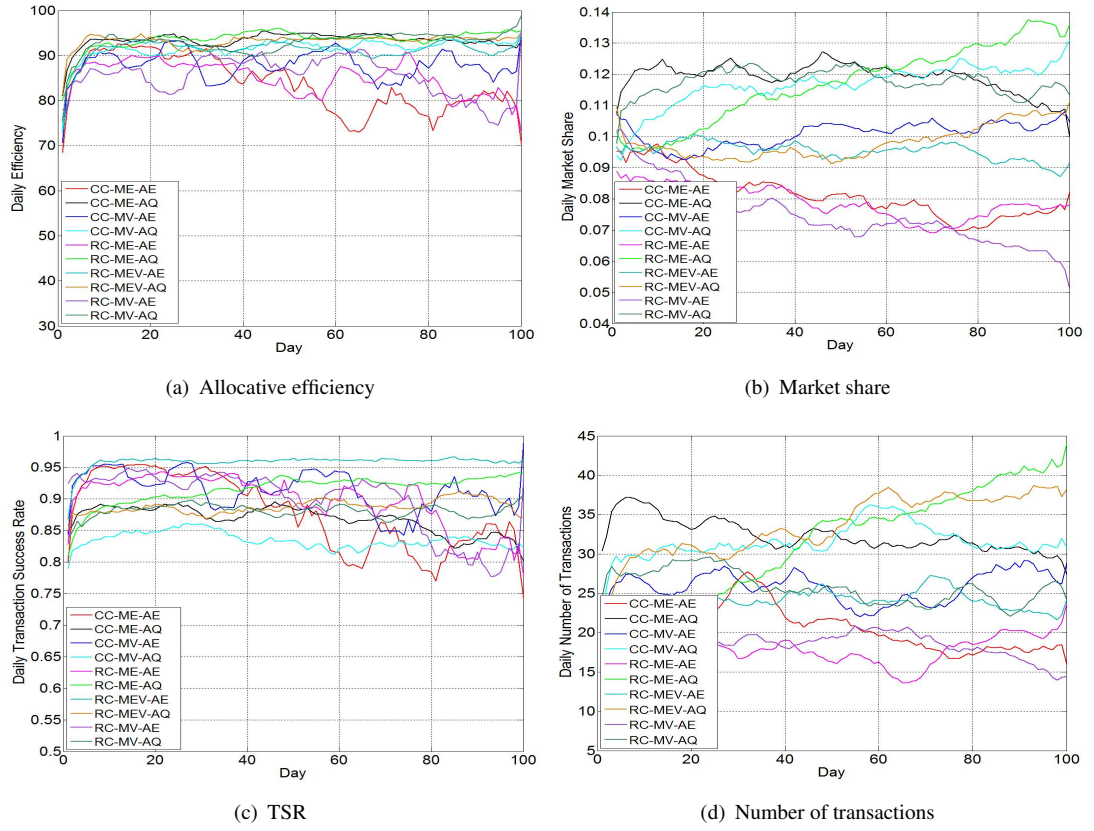 100
90
80
70
60
50
40
30
Daily Efficiency
CC-ME-AE
CC-ME-AQ
CC-MV-AE
CC-MV-AQ
RC-ME-AE
RC-ME-AQ
RC-MEV-AE
RC-MEV-AQ
RC-MV-AE
RC-MV-AQ
0 20 40 60 80 100
Day
(a) Allocative efficiency
0.14
0.13
0.12
0.11
0.1
0.09
0.08
0.07
0.06
0.05
0.04
Daily Market Share
CC-ME-AE
CC-ME-AQ
CC-MV-AE
CC-MV-AQ
RC-ME-AE
RC-ME-AQ
RC-MEV-AE
RC-MEV-AQ
RC-MV-AE
RC-MV-AQ
0 20 40 60 80 100
Day
(b) Market share
1
0.95
0.9
0.85
0.8
0.75
0.7
0.65
0.6
0.55
0.5
Daily Transaction Success Rate
CC-ME-AE
CC-ME-AQ
CC-MV-AE
CC-MV-AQ
RC-ME-AE
RC-ME-AQ
RC-MEV-AE
RC-MEV-AQ
RC-MV-AE
RC-MV-AQ
0 20 40 60 80 100
Day
(c) TSR
45
40
35
30
25
20
15
10
5
Daily Number of Transactions
CC-ME-AE
CC-ME-AQ
CC-MV-AE
CC-MV-AQ
RC-ME-AE
RC-ME-AQ
RC-MEV-AE
RC-MEV-AQ
RC-MV-AE
RC-MV-AQ
0 20 40 60 80 100
Day
(d) Number of transactions